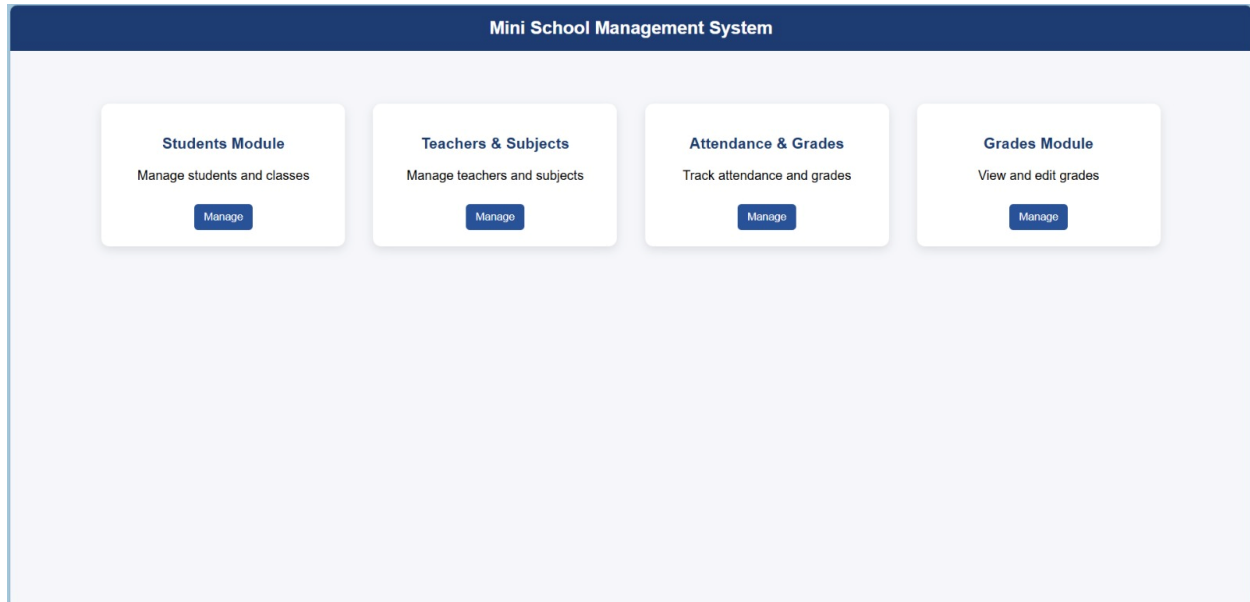 Mini School Management System
Students Module
Manage students and classes
Manage
Teachers & Subjects
Manage teachers and subjects
Manage
Attendance & Grades
Track attendance and grades
Manage
Grades Module
View and edit grades
Manage